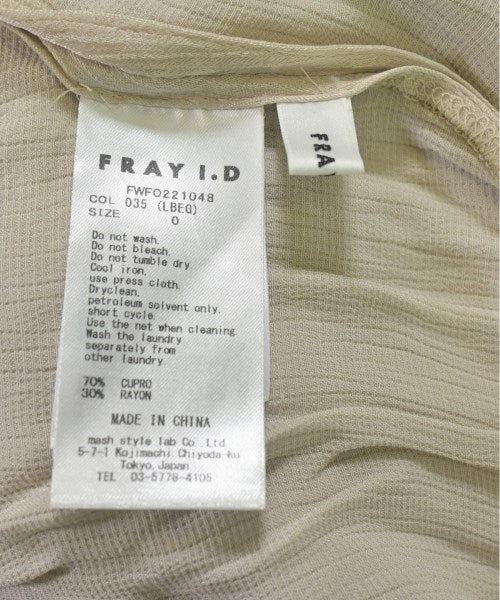 FRAY I.D
FWFO221048
COL 035 (LBEG)
SIZE 0
Do not wash.
Do not bleach.
Do not tumble dry.
Cool iron.
use press cloth.
Dryclean,
petroleum solvent only.
short cycle.
Use the net when cleaning.
Wash the laundry
separately from
other laundry.
70% CUPRO
30% RAYON
MADE IN CHINA
mash style lab Co.,Ltd
5-7-1 Kojimachi Chiyoda-ku
Tokyo,Japan
TEL 03-5778-4105
FRAY